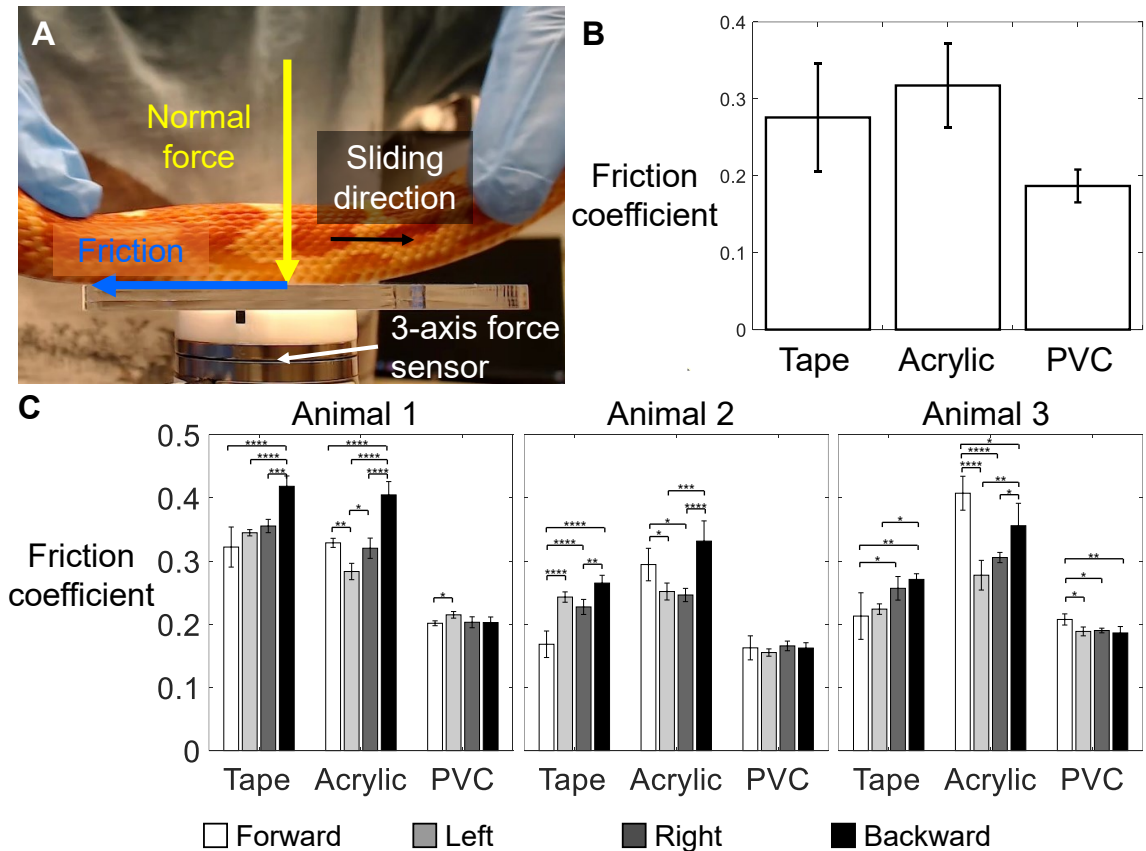 A
Normal
force
Sliding
direction
Friction
3-axis force
sensor
B
0.4
0.3
Friction
coefficient
0.2
0.1
0
Tape Acrylic PVC
C
Animal 1 Animal 2 Animal 3
0.5
0.4
0.3
Friction
coefficient
0.2
0.1
0
**** **** *** ** * **** **** **** *
**** **** ** **** * * *** ****
* ** * **** **** * ** * * * **
Tape Acrylic PVC Tape Acrylic PVC Tape Acrylic PVC
Forward Left Right Backward